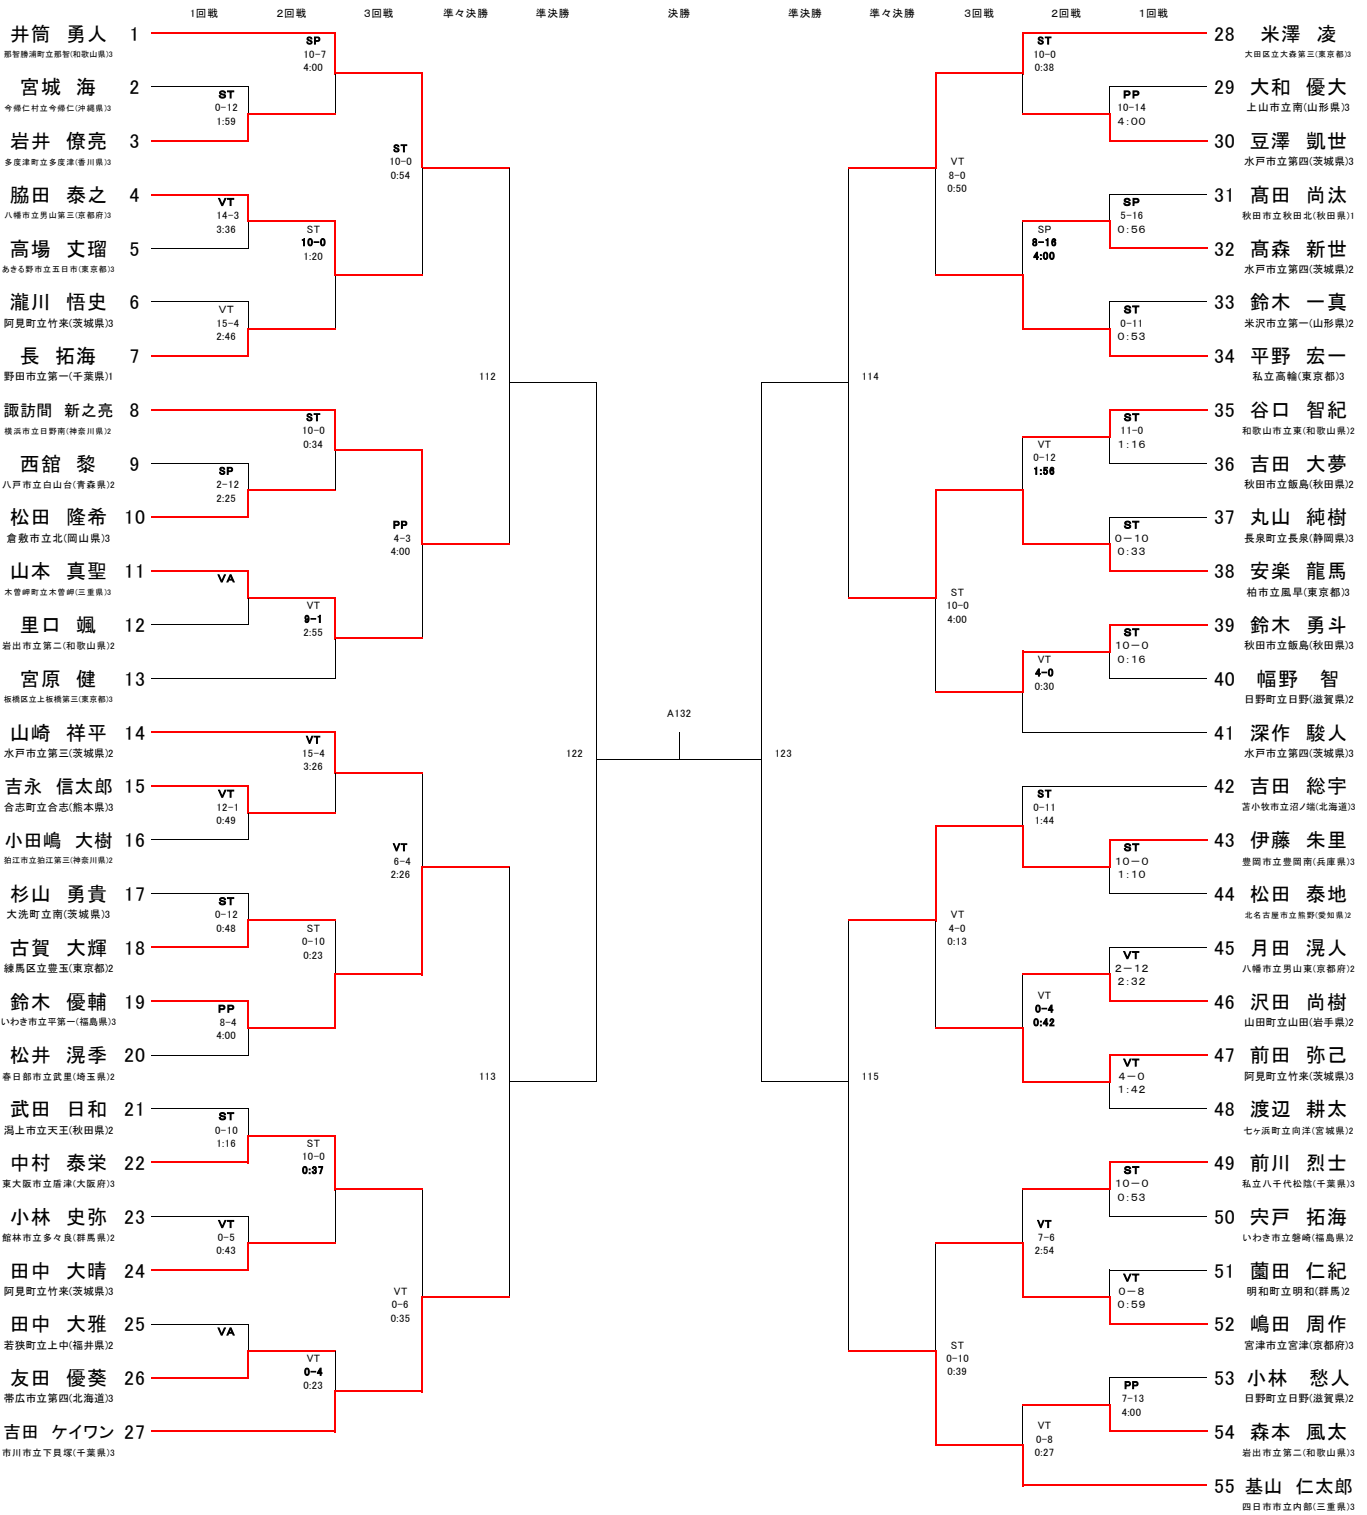 1回戦 2回戦 3回戦 準々決勝 準決勝 決勝 準決勝 準々決勝 3回戦 2回戦 1回戦
井筒 勇人 1
那智勝浦町立那智(和歌山県)3
宮城 海 2
今帰仁村立今帰仁(沖縄県)3
岩井 僚亮 3
多度津町立多度津(香川県)3
脇田 泰之 4
八幡市立男山第三(京都府)3
高場 丈瑠 5
あきる野市立五日市(東京都)3
瀧川 悟史 6
阿見町立竹来(茨城県)3
長 拓海 7
野田市立第一(千葉県)1
諏訪間 新之亮 8
横浜市立日野南(神奈川県)2
西舘 黎 9
八戸市立白山台(青森県)2
松田 隆希 10
倉敷市立北(岡山県)3
山本 真聖 11
木曽岬町立木曽岬(三重県)3
里口 颯 12
岩出市立第二(和歌山県)2
宮原 健 13
板橋区立上板橋第三(東京都)3
山崎 祥平 14
水戸市立第三(茨城県)2
吉永 信太郎 15
合志町立合志(熊本県)3
小田嶋 大樹 16
狛江市立狛江第三(神奈川県)2
杉山 勇貴 17
大洗町立南(茨城県)3
古賀 大輝 18
練馬区立豊玉(東京都)2
鈴木 優輔 19
いわき市立平第一(福島県)3
松井 滉季 20
春日部市立武里(埼玉県)2
武田 日和 21
潟上市立天王(秋田県)2
中村 泰栄 22
東大阪市立盾津(大阪府)3
小林 史弥 23
館林市立多々良(群馬県)2
田中 大晴 24
阿見町立竹来(茨城県)3
田中 大雅 25
若狭町立上中(福井県)2
友田 優葵 26
帯広市立第四(北海道)3
吉田 ケイワン 27
市川市立下貝塚(千葉県)3
ST
0-12
1:59
VT
14-3
3:36
VT
15-4
2:46
SP
2-12
2:25
VA
VT
12-1
0:49
ST
0-12
0:48
PP
8-4
4:00
ST
0-10
1:16
VT
0-5
0:43
VA
SP
10-7
4:00
ST
10-0
1:20
ST
10-0
0:34
VT
9-1
2:55
VT
15-4
3:26
ST
0-10
0:23
ST
10-0
0:37
VT
0-4
0:23
ST
10-0
0:54
PP
4-3
4:00
VT
6-4
2:26
VT
0-6
0:35
112
113
122
A132
123
114
115
VT
8-0
0:50
ST
10-0
4:00
VT
4-0
0:13
ST
0-10
0:39
ST
10-0
0:38
SP
8-16
4:00
VT
0-12
1:56
VT
4-0
0:30
ST
0-11
1:44
VT
0-4
0:42
VT
7-6
2:54
VT
0-8
0:27
PP
10-14
4:00
SP
5-16
0:56
ST
0-11
0:53
ST
11-0
1:16
ST
0-10
0:33
ST
10-0
0:16
ST
10-0
1:10
VT
2-12
2:32
VT
4-0
1:42
ST
10-0
0:53
VT
0-8
0:59
PP
7-13
4:00
28 米澤 凌
大田区立大森第三(東京都)3
29 大和 優大
上山市立南(山形県)3
30 豆澤 凱世
水戸市立第四(茨城県)3
31 髙田 尚汰
秋田市立秋田北(秋田県)1
32 髙森 新世
水戸市立第四(茨城県)2
33 鈴木 一真
米沢市立第一(山形県)2
34 平野 宏一
私立高輪(東京都)3
35 谷口 智紀
和歌山市立東(和歌山県)2
36 吉田 大夢
秋田市立飯島(秋田県)2
37 丸山 純樹
長泉町立長泉(静岡県)3
38 安楽 龍馬
柏市立風早(東京都)3
39 鈴木 勇斗
秋田市立飯島(秋田県)3
40 幅野 智
日野町立日野(滋賀県)2
41 深作 駿人
水戸市立第四(茨城県)3
42 吉田 総宇
苫小牧市立沼ノ端(北海道)3
43 伊藤 朱里
豊岡市立豊岡南(兵庫県)3
44 松田 泰地
北名古屋市立熊野(愛知県)2
45 月田 滉人
八幡市立男山東(京都府)2
46 沢田 尚樹
山田町立山田(岩手県)2
47 前田 弥己
阿見町立竹来(茨城県)3
48 渡辺 耕太
七ヶ浜町立向洋(宮城県)2
49 前川 烈士
私立八千代松陰(千葉県)3
50 宍戸 拓海
いわき市立磐崎(福島県)2
51 薗田 仁紀
明和町立明和(群馬)2
52 嶋田 周作
宮津市立宮津(京都府)3
53 小林 愁人
日野町立日野(滋賀県)2
54 森本 風太
岩出市立第二(和歌山県)3
55 基山 仁太郎
四日市市立内部(三重県)3